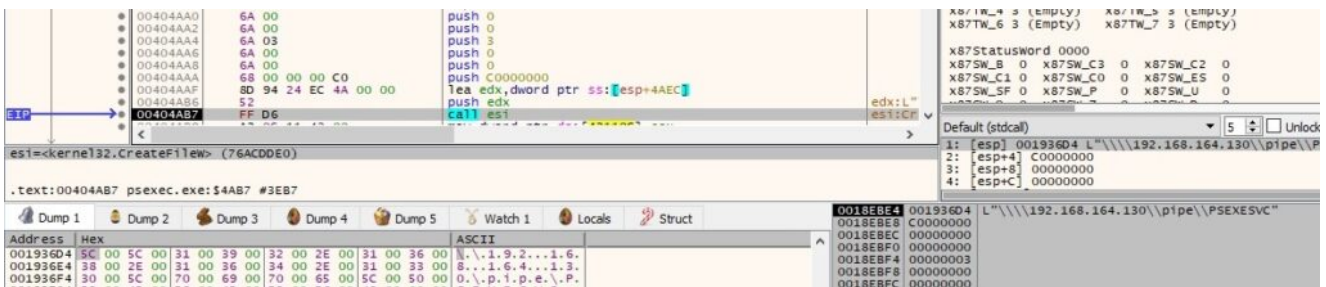 00404AA0 6A 00 push 0
00404AA2 6A 00 push 0
00404AA4 6A 03 push 3
00404AA6 6A 00 push 0
00404AA8 6A 00 push 0
00404AAA 68 00 00 00 C0 push C0000000
00404AAF 8D 94 24 EC 4A 00 00 lea edx,dword ptr ss:[esp+4AEC]
00404AB6 52 push edx edx:L"
EIP 00404AB7 FF D6 call esi esi:Cr
esi=<kernel32.CreateFileW> (76ACDDE0)
.text:00404AB7 psexec.exe:$4AB7 #3EB7
x87TW_4 3 (Empty) x87TW_5 3 (Empty)
x87TW_6 3 (Empty) x87TW_7 3 (Empty)
x87StatusWord 0000
x87SW_B 0 x87SW_C3 0 x87SW_C2 0
x87SW_C1 0 x87SW_C0 0 x87SW_ES 0
x87SW_SF 0 x87SW_P 0 x87SW_U 0
Default (stdcall) 5 Unlock
1: [esp] 001936D4 L"\\\\192.168.164.130\\pipe\\P
2: [esp+4] C0000000
3: [esp+8] 00000000
4: [esp+C] 00000000
Dump 1 Dump 2 Dump 3 Dump 4 Dump 5 Watch 1 Locals Struct
Address Hex ASCII
001936D4 5C 00 5C 00 31 00 39 00 32 00 2E 00 31 00 36 00 \.\.1.9.2...1.6.
001936E4 38 00 2E 00 31 00 36 00 34 00 2E 00 31 00 33 00 8...1.6.4...1.3.
001936F4 30 00 5C 00 70 00 69 00 70 00 65 00 5C 00 50 00 0.\.p.i.p.e.\.P.
0018EBE4 001936D4 L"\\\\192.168.164.130\\pipe\\PSEXESVC"
0018EBE8 C0000000
0018EBEC 00000000
0018EBF0 00000000
0018EBF4 00000003
0018EBF8 00000000
0018EBFC 00000000